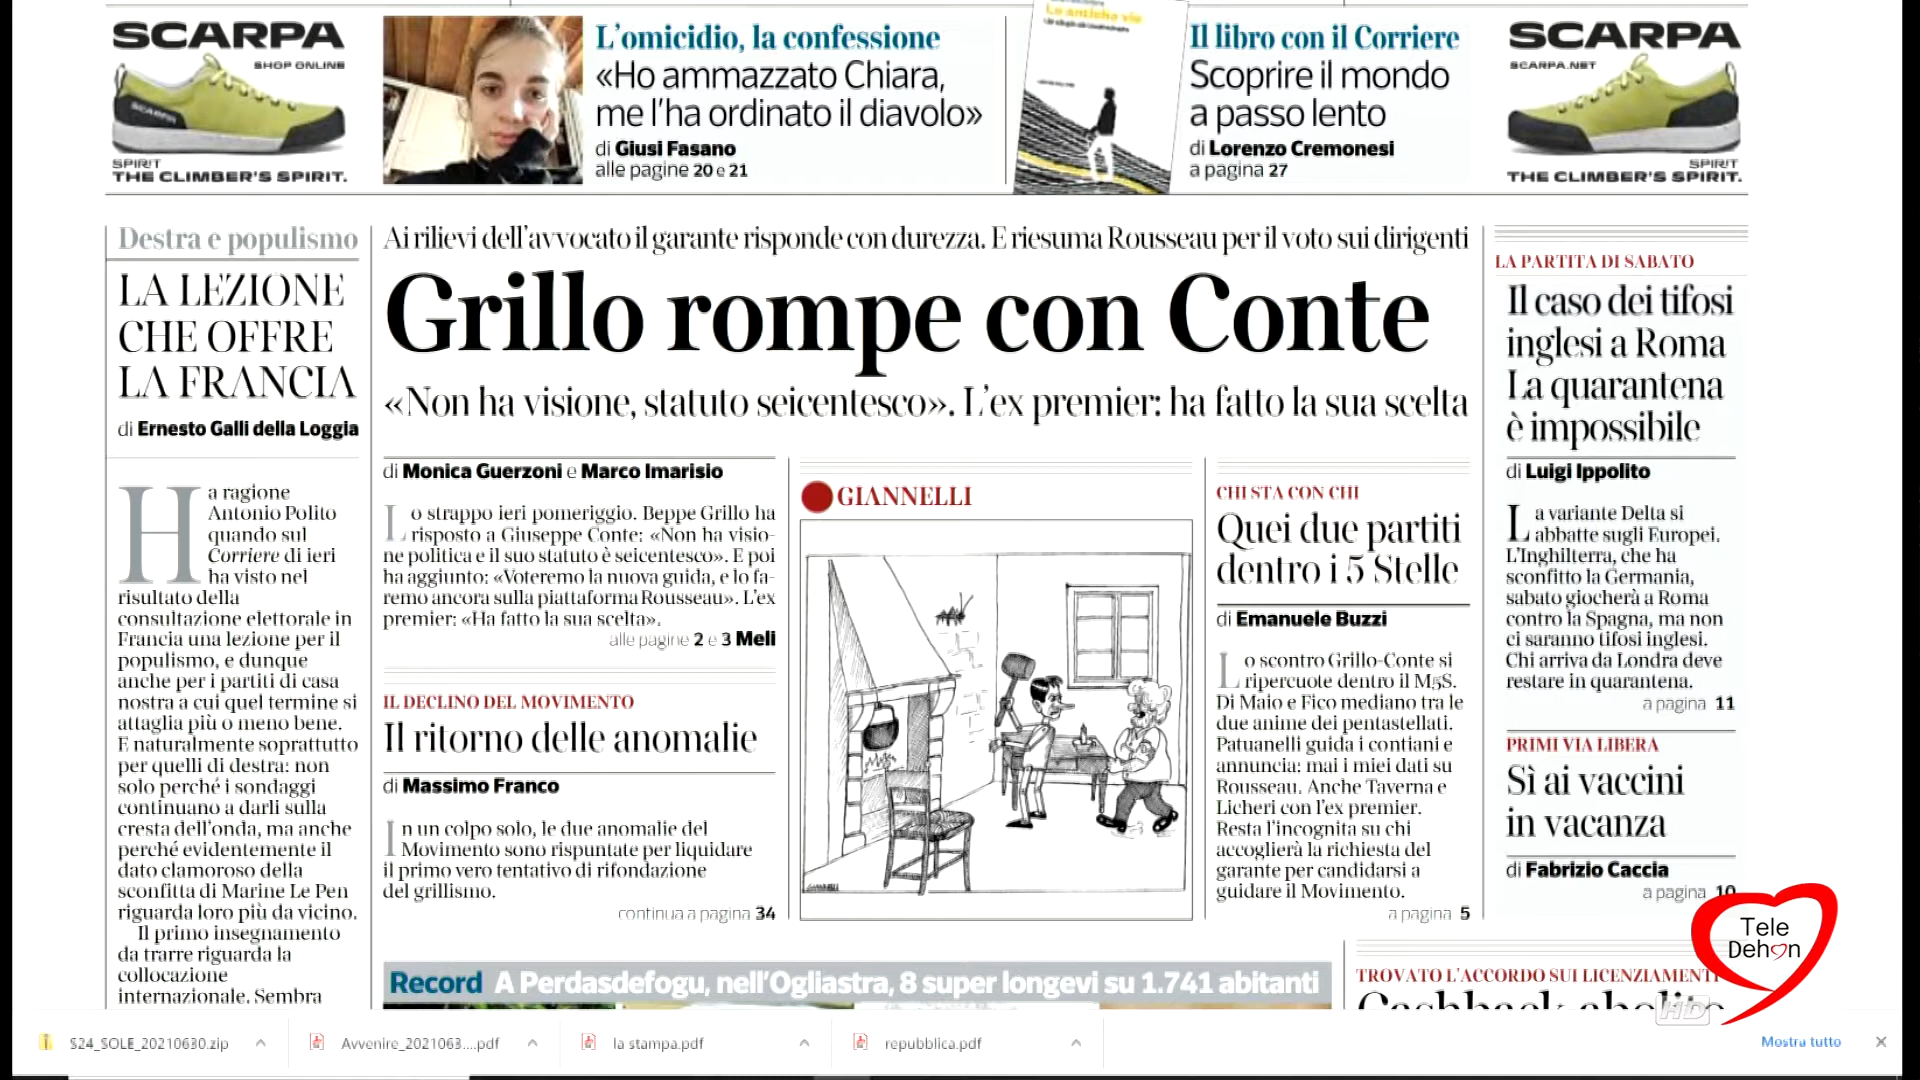 SCARPA
SHOP ONLINE
SCARPA
SPIRIT
THE CLIMBER'S SPIRIT.
L'omicidio, la confessione
«Ho ammazzato Chiara,
me l'ha ordinato il diavolo»
di Giusi Fasano
alle pagine 20 e 21
Le antiche vie
Il libro con il Corriere
Scoprire il mondo
a passo lento
di Lorenzo Cremonesi
a pagina 27
SCARPA
SCARPA.NET
SPIRIT
THE CLIMBER'S SPIRIT.
Destra e populismo
LA LEZIONE
CHE OFFRE
LA FRANCIA
di Ernesto Galli della Loggia
Ha ragione
Antonio Polito
quando sul
Corriere di ieri
ha visto nel
risultato della
consultazione elettorale in
Francia una lezione per il
populismo, e dunque
anche per i partiti di casa
nostra a cui quel termine si
attaglia più o meno bene.
E naturalmente soprattutto
per quelli di destra: non
solo perché i sondaggi
continuano a darli sulla
cresta dell'onda, ma anche
perché evidentemente il
dato clamoroso della
sconfitta di Marine Le Pen
riguarda loro più da vicino.
Il primo insegnamento
da trarre riguarda la
collocazione
internazionale. Sembra
Ai rilievi dell'avvocato il garante risponde con durezza. E riesuma Rousseau per il voto sui dirigenti
Grillo rompe con Conte
«Non ha visione, statuto seicentesco». L'ex premier: ha fatto la sua scelta
di Monica Guerzoni e Marco Imarisio
Lo strappo ieri pomeriggio. Beppe Grillo ha
risposto a Giuseppe Conte: «Non ha visio-
ne politica e il suo statuto è seicentesco». E poi
ha aggiunto: «Voteremo la nuova guida, e lo fa-
remo ancora sulla piattaforma Rousseau». L'ex
premier: «Ha fatto la sua scelta».
alle pagine 2 e 3 Meli
IL DECLINO DEL MOVIMENTO
Il ritorno delle anomalie
di Massimo Franco
In un colpo solo, le due anomalie del
Movimento sono rispuntate per liquidare
il primo vero tentativo di rifondazione
del grillismo.
continua a pagina 34
GIANNELLI
CHI STA CON CHI
Quei due partiti
dentro i 5 Stelle
di Emanuele Buzzi
Lo scontro Grillo-Conte si
ripercuote dentro il M5S.
Di Maio e Fico mediano tra le
due anime dei pentastellati.
Patuanelli guida i contiani e
annuncia: mai i miei dati su
Rousseau. Anche Taverna e
Licheri con l'ex premier.
Resta l'incognita su chi
accoglierà la richiesta del
garante per candidarsi a
guidare il Movimento.
a pagina 5
LA PARTITA DI SABATO
Il caso dei tifosi
inglesi a Roma
La quarantena
è impossibile
di Luigi Ippolito
La variante Delta si
abbatte sugli Europei.
L'Inghilterra, che ha
sconfitto la Germania,
sabato giocherà a Roma
contro la Spagna, ma non
ci saranno tifosi inglesi.
Chi arriva da Londra deve
restare in quarantena.
a pagina 11
PRIMI VIA LIBERA
Sì ai vaccini
in vacanza
di Fabrizio Caccia
a pagina 10
Record A Perdasdefogu, nell'Ogliastra, 8 super longevi su 1.741 abitanti
TROVATO L'ACCORDO SUI LICENZIAMENTI
Cashback abolito
Tele
Dehon
HD
S24_SOLE_20210630.zip
Avvenire_2021063....pdf
la stampa.pdf
repubblica.pdf
Mostra tutto